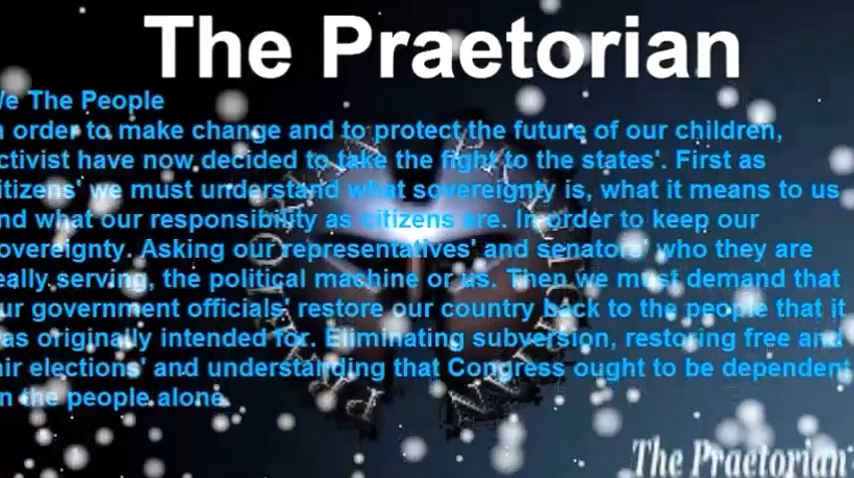 The Praetorian
e The People
order to make change and to protect the future of our children,
ctivist have now decided to take the fight to the states'. First as
itizens' we must understand what sovereignty is, what it means to us
nd what our responsibility as citizens are. In order to keep our
overeignty. Asking our representatives' and senators' who they are
eally serving, the political machine or us. Then we must demand that
ur government officials' restore our country back to the people that it
as originally intended for. Eliminating subversion, restoring free and
air elections' and understanding that Congress ought to be dependent
n the people alone.
The Praetorian